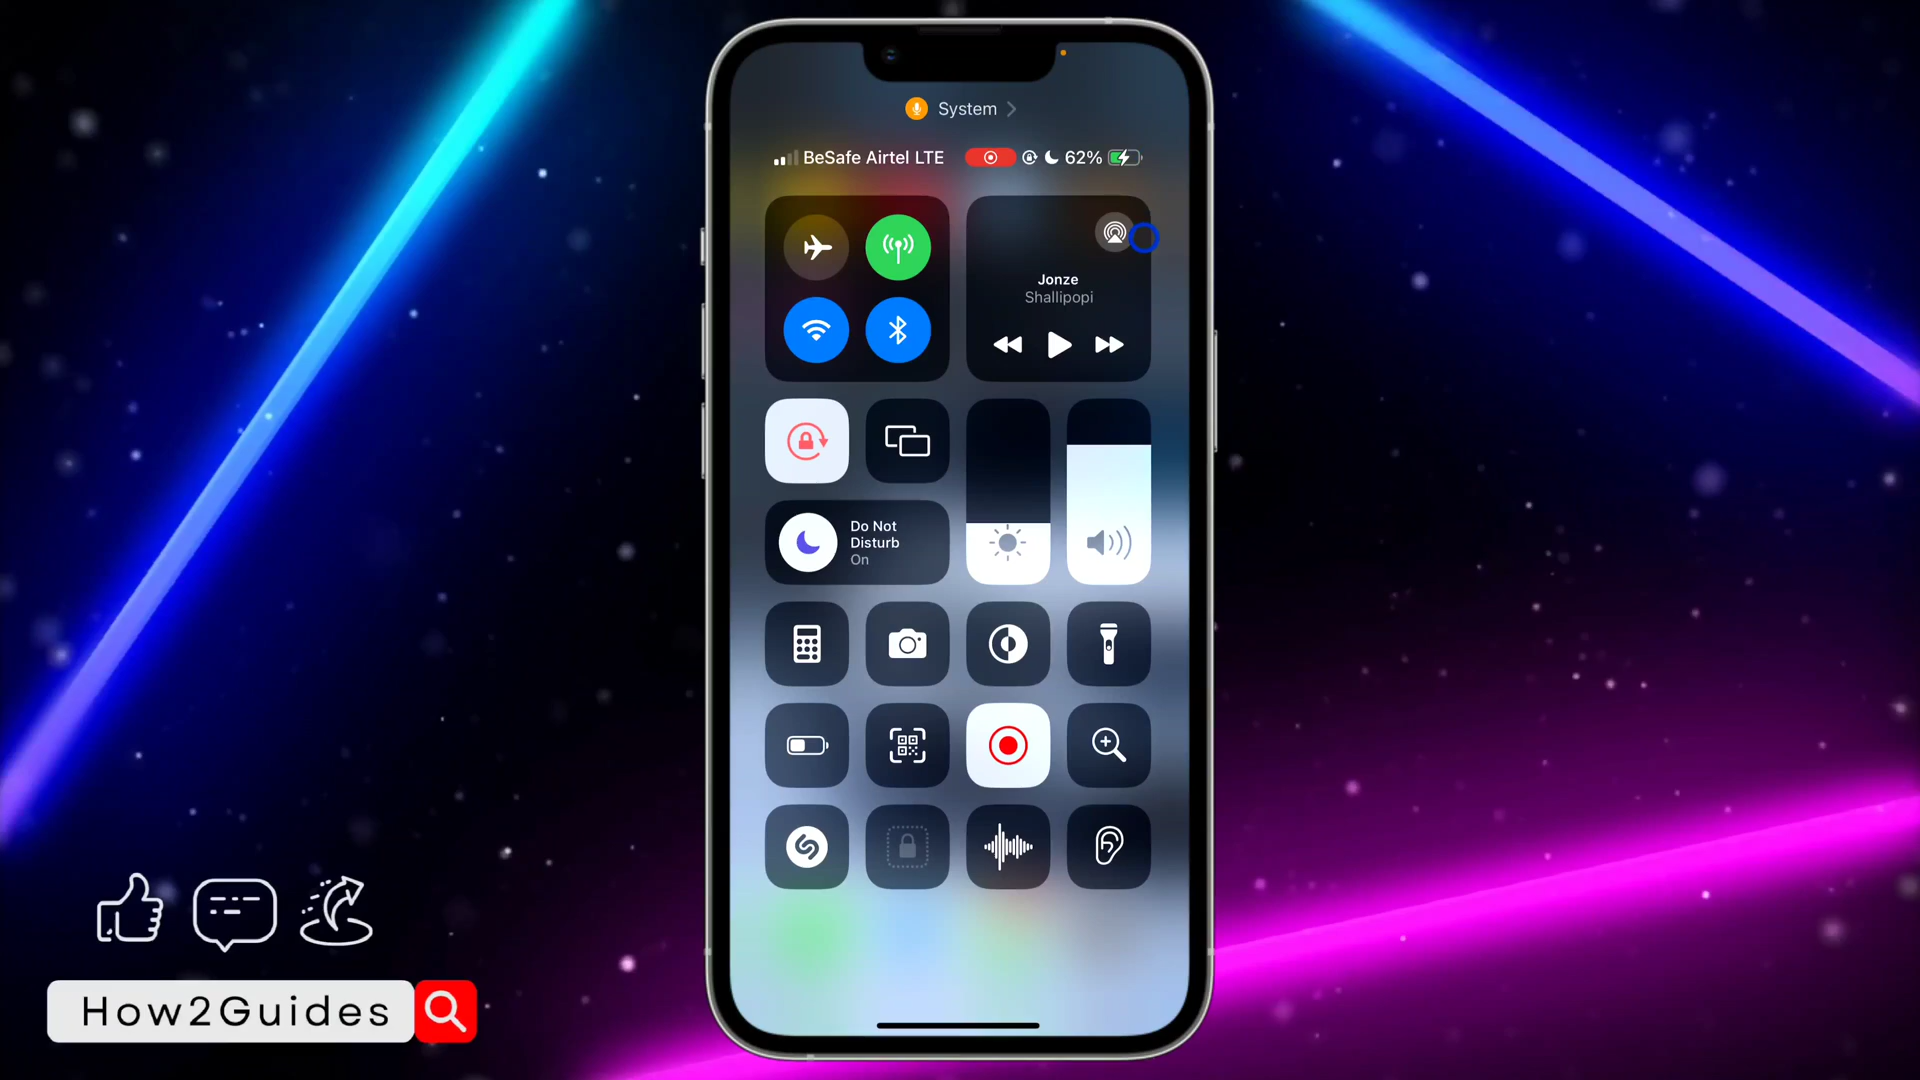 System
BeSafe Airtel LTE 62%
Jonze
Shallipopi
Do Not
Disturb
On
How2Guides